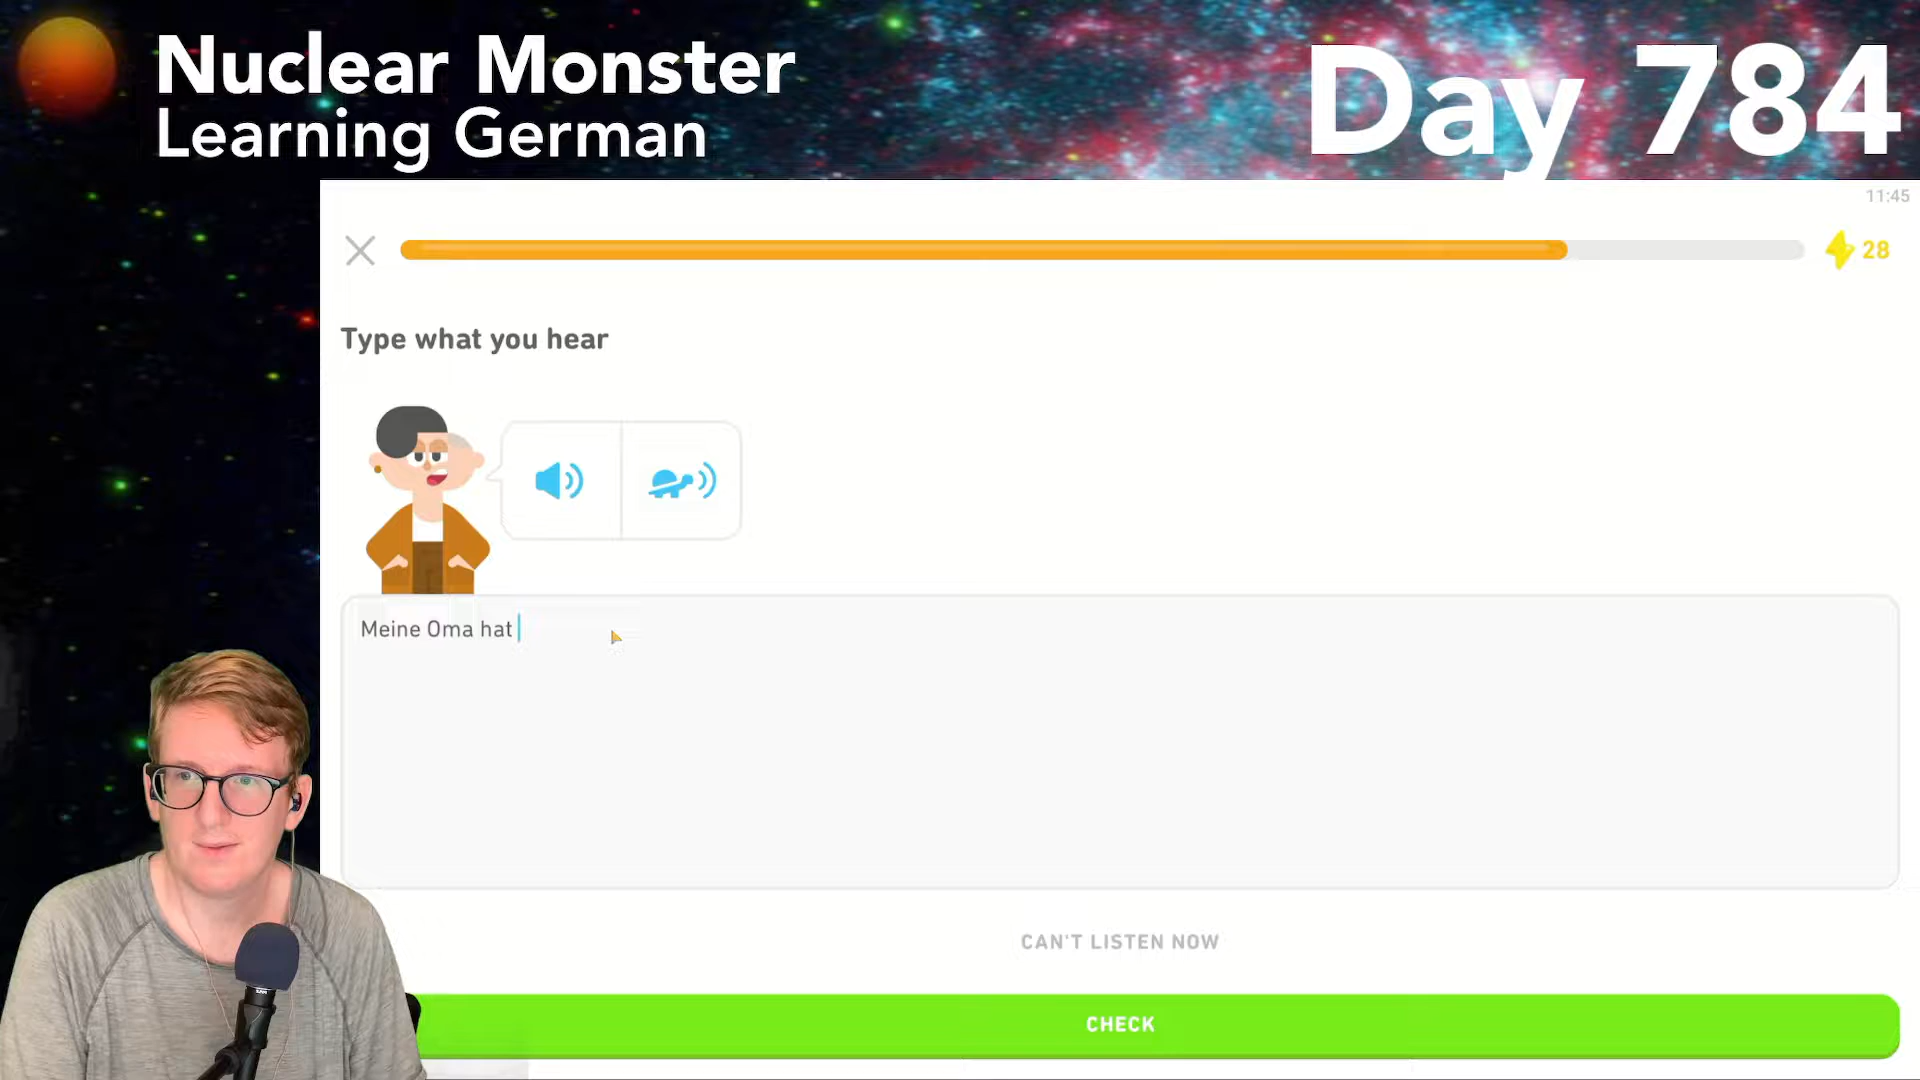 Nuclear Monster
Learning German
Day 784
11:45
28
Type what you hear
Meine Oma hat
CAN'T LISTEN NOW
CHECK